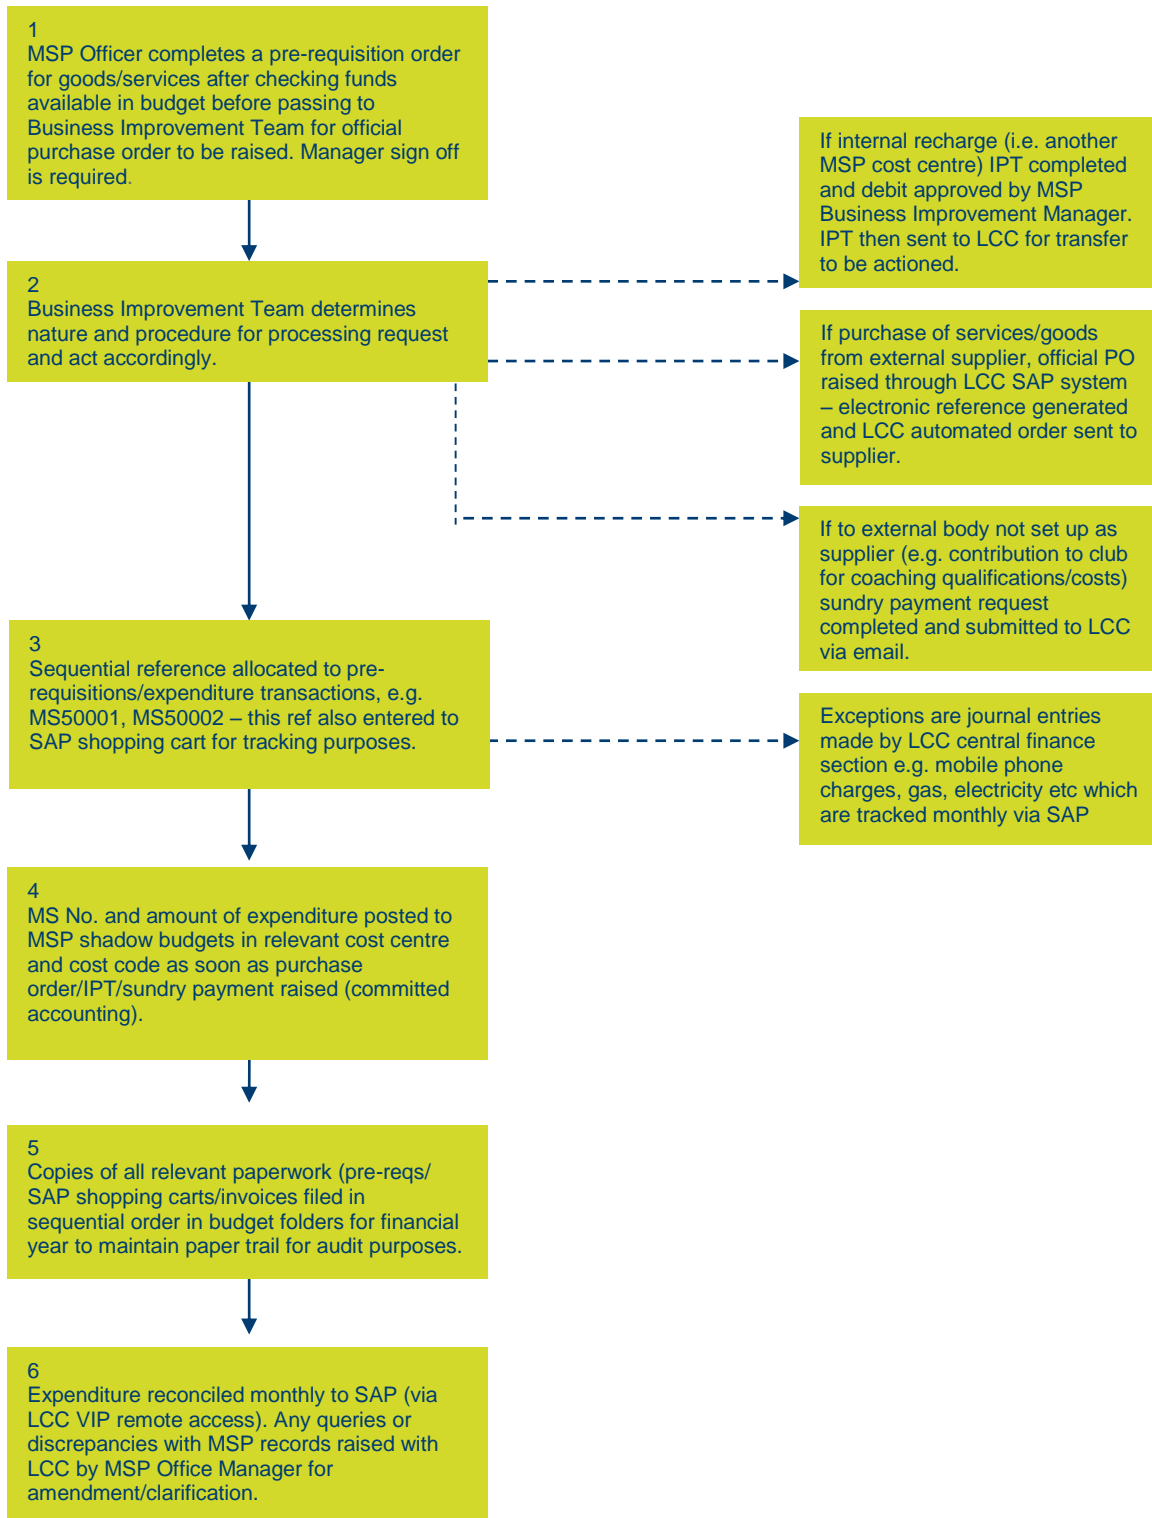 1
MSP Officer completes a pre-requisition order
for goods/services after checking funds
available in budget before passing to
Business Improvement Team for official
purchase order to be raised. Manager sign off
is required.
If internal recharge (i.e. another
MSP cost centre) IPT completed
and debit approved by MSP
Business Improvement Manager.
IPT then sent to LCC for transfer
to be actioned.
2
Business Improvement Team determines
nature and procedure for processing request
and act accordingly.
If purchase of services/goods
from external supplier, official PO
raised through LCC SAP system
– electronic reference generated
and LCC automated order sent to
supplier.
If to external body not set up as
supplier (e.g. contribution to club
for coaching qualifications/costs)
sundry payment request
completed and submitted to LCC
via email.
3
Sequential reference allocated to pre-
requisitions/expenditure transactions, e.g.
MS50001, MS50002 – this ref also entered to
SAP shopping cart for tracking purposes.
Exceptions are journal entries
made by LCC central finance
section e.g. mobile phone
charges, gas, electricity etc which
are tracked monthly via SAP
4
MS No. and amount of expenditure posted to
MSP shadow budgets in relevant cost centre
and cost code as soon as purchase
order/IPT/sundry payment raised (committed
accounting).
5
Copies of all relevant paperwork (pre-reqs/
SAP shopping carts/invoices filed in
sequential order in budget folders for financial
year to maintain paper trail for audit purposes.
6
Expenditure reconciled monthly to SAP (via
LCC VIP remote access). Any queries or
discrepancies with MSP records raised with
LCC by MSP Office Manager for
amendment/clarification.